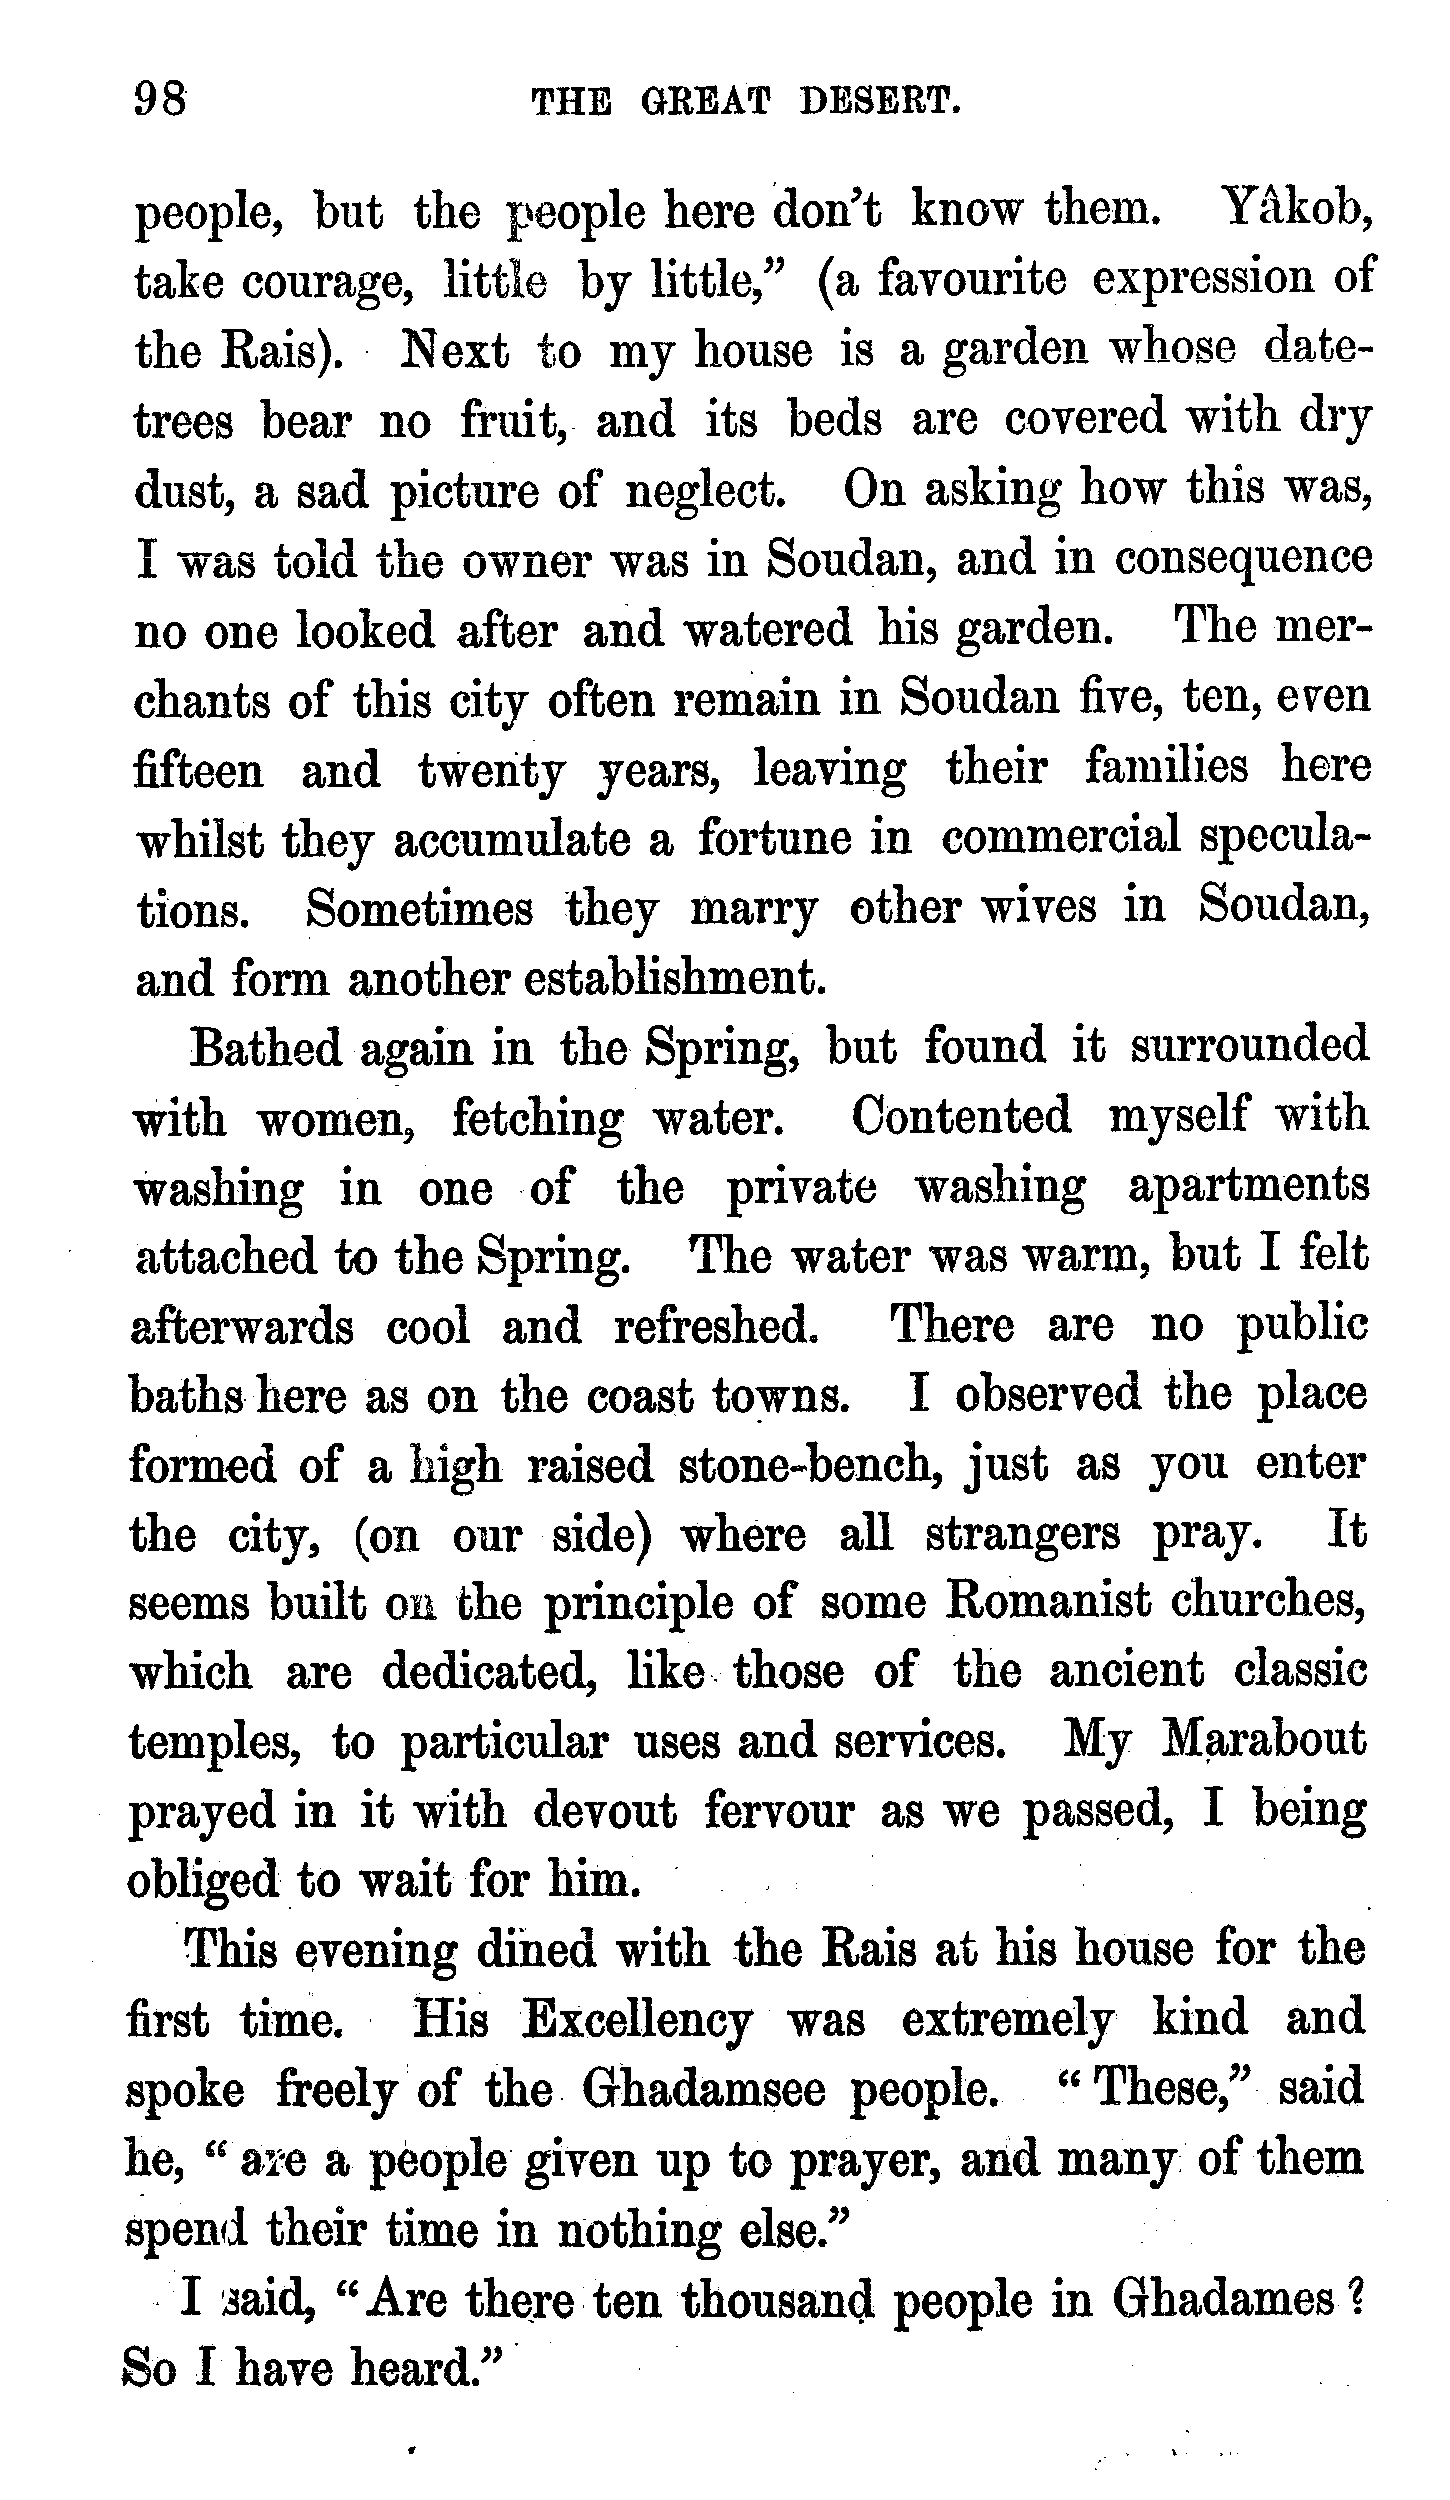 98 THE GREAT DESERT.
people, but the people here don't know them. Yâkob,
take courage, little by little," (a favourite expression of
the Rais). Next to my house is a garden whose date-
trees bear no fruit, and its beds are covered with dry
dust, a sad picture of neglect. On asking how this was,
I was told the owner was in Soudan, and in consequence
no one looked after and watered his garden. The mer-
chants of this city often remain in Soudan five, ten, even
fifteen and twenty years, leaving their families here
whilst they accumulate a fortune in commercial specula-
tions. Sometimes they marry other wives in Soudan,
and form another establishment.
Bathed again in the Spring, but found it surrounded
with women, fetching water. Contented myself with
washing in one of the private washing apartments
attached to the Spring. The water was warm, but I felt
afterwards cool and refreshed. There are no public
baths here as on the coast towns. I observed the place
formed of a high raised stone-bench, just as you enter
the city, (on our side) where all strangers pray. It
seems built on the principle of some Romanist churches,
which are dedicated, like those of the ancient classic
temples, to particular uses and services. My Marabout
prayed in it with devout fervour as we passed, I being
obliged to wait for him.
This evening dined with the Rais at his house for the
first time. His Excellency was extremely kind and
spoke freely of the Ghadamsee people. "These," said
he, "are a people given up to prayer, and many of them
spend their time in nothing else."
I said, "Are there ten thousand people in Ghadames?
So I have heard."